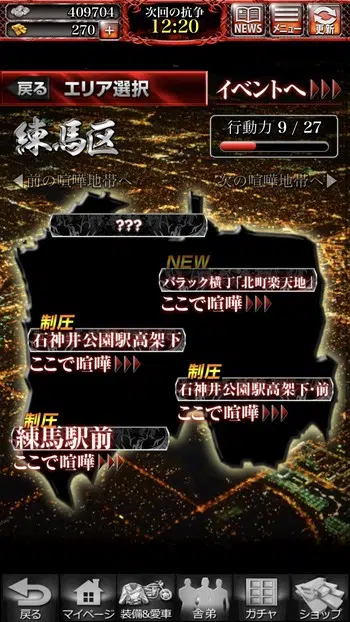 409704
270
次回の抗争
12:20
NEWS
メニュー
更新
戻る エリア選択
イベントへ
練馬区
行動力 9 / 27
前の喧嘩地帯へ
次の喧嘩地帯へ
???
NEW
バラック横丁「北町楽天地」
ここで喧嘩
制圧
石神井公園駅高架下
ここで喧嘩
制圧
石神井公園駅高架下・前
ここで喧嘩
制圧
練馬駅前
ここで喧嘩
戻る
マイページ
装備&愛車
舎弟
ガチャ
ショップ